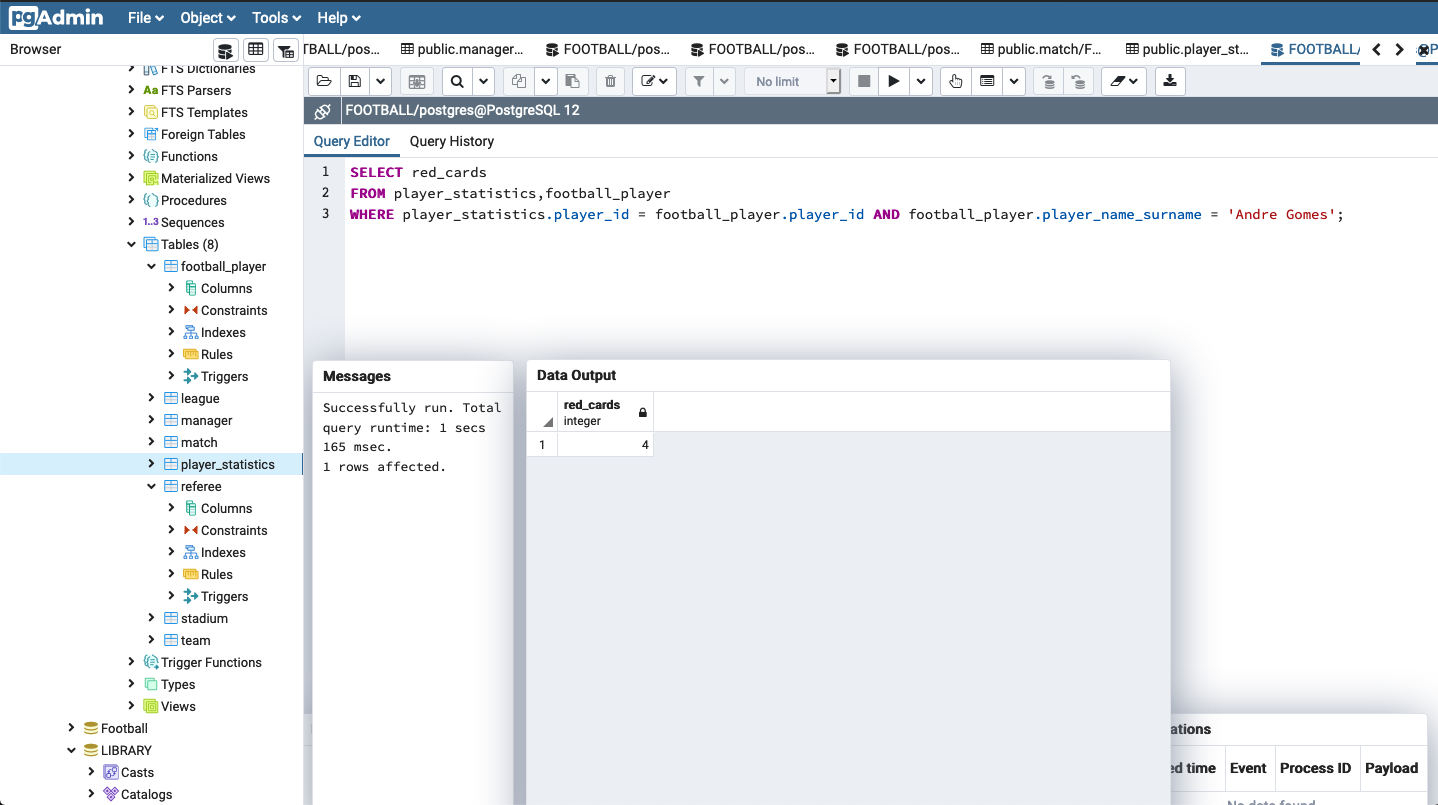 pgAdmin File Object Tools Help
Browser
TBALL/pos... public.manager... FOOTBALL/pos... FOOTBALL/pos... FOOTBALL/pos... public.match/F... public.player_st... FOOTBALL/
FTS Dictionaries
FTS Parsers
FTS Templates
Foreign Tables
Functions
Materialized Views
Procedures
1..3 Sequences
Tables (8)
football_player
Columns
Constraints
Indexes
Rules
Triggers
league
manager
match
player_statistics
referee
Columns
Constraints
Indexes
Rules
Triggers
stadium
team
Trigger Functions
Types
Views
Football
LIBRARY
Casts
Catalogs
No limit
FOOTBALL/postgres@PostgreSQL 12
Query Editor Query History
1 SELECT red_cards
2 FROM player_statistics,football_player
3 WHERE player_statistics.player_id = football_player.player_id AND football_player.player_name_surname = 'Andre Gomes';
Messages
Successfully run. Total
query runtime: 1 secs
165 msec.
1 rows affected.
Data Output
red_cards
integer
1 4
ations
ed time Event Process ID Payload
No data found